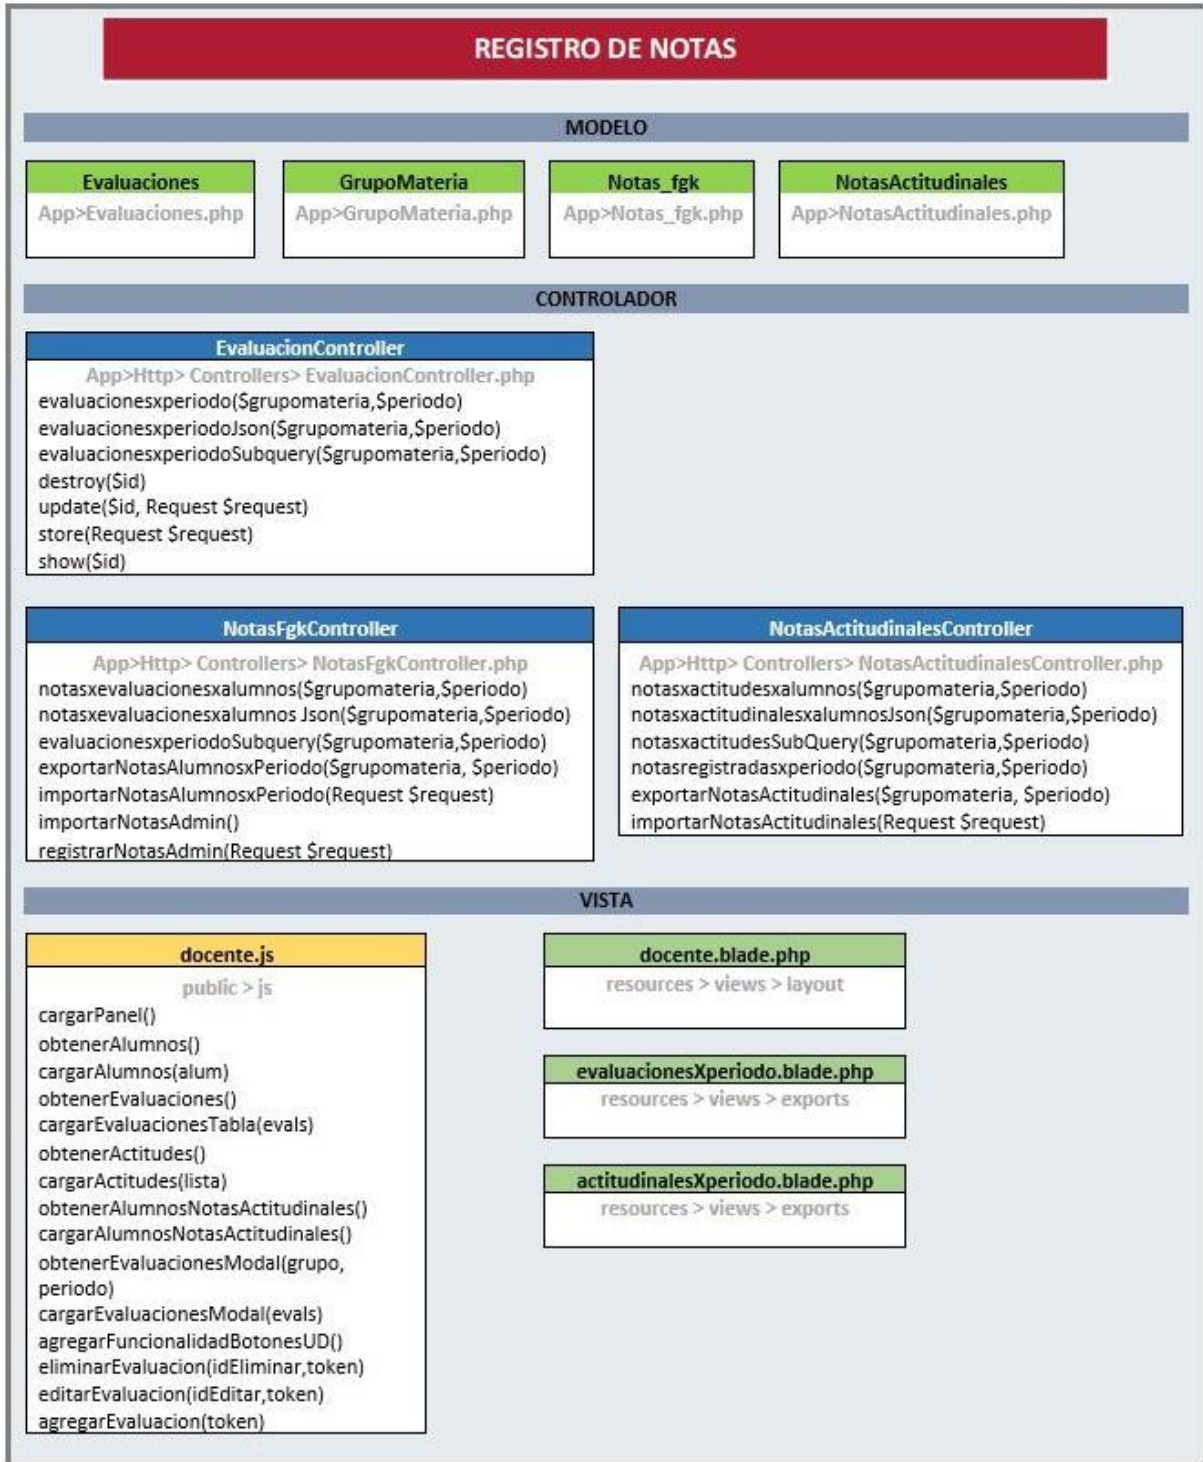 REGISTRO DE NOTAS
MODELO
Evaluaciones
App>Evaluaciones.php
GrupoMateria
App>GrupoMateria.php
Notas_fgk
App>Notas_fgk.php
NotasActitudinales
App>NotasActitudinales.php
CONTROLADOR
EvaluacionController
App>Http> Controllers> EvaluacionController.php
evaluacionesxperiodo($grupomateria,$periodo)
evaluacionesxperiodoJson($grupomateria,$periodo)
evaluacionesxperiodoSubquery($grupomateria,$periodo)
destroy($id)
update($id, Request $request)
store(Request $request)
show($id)
NotasFgkController
App>Http> Controllers> NotasFgkController.php
notasxevaluacionesxalumnos($grupomateria,$periodo)
notasxevaluacionesxalumnos Json($grupomateria,$periodo)
evaluacionesxperiodoSubquery($grupomateria,$periodo)
exportarNotasAlumnosxPeriodo($grupomateria, $periodo)
importarNotasAlumnosxPeriodo(Request $request)
importarNotasAdmin()
registrarNotasAdmin(Request $request)
NotasActitudinalesController
App>Http> Controllers> NotasActitudinalesController.php
notasxactitudesxalumnos($grupomateria,$periodo)
notasxactitudinalesxalumnosJson($grupomateria,$periodo)
notasxactitudesSubQuery($grupomateria,$periodo)
notasregistradasxperiodo($grupomateria,$periodo)
exportarNotasActitudinales($grupomateria, $periodo)
importarNotasActitudinales(Request $request)
VISTA
docente.js
public > js
cargarPanel()
obtenerAlumnos()
cargarAlumnos(alum)
obtenerEvaluaciones()
cargarEvaluacionesTabla(evals)
obtenerActitudes()
cargarActitudes(lista)
obtenerAlumnosNotasActitudinales()
cargarAlumnosNotasActitudinales()
obtenerEvaluacionesModal(grupo,
periodo)
cargarEvaluacionesModal(evals)
agregarFuncionalidadBotonesUD()
eliminarEvaluacion(idEliminar,token)
editarEvaluacion(idEditar,token)
agregarEvaluacion(token)
docente.blade.php
resources > views > layout
evaluacionesXperiodo.blade.php
resources > views > exports
actitudinalesXperiodo.blade.php
resources > views > exports